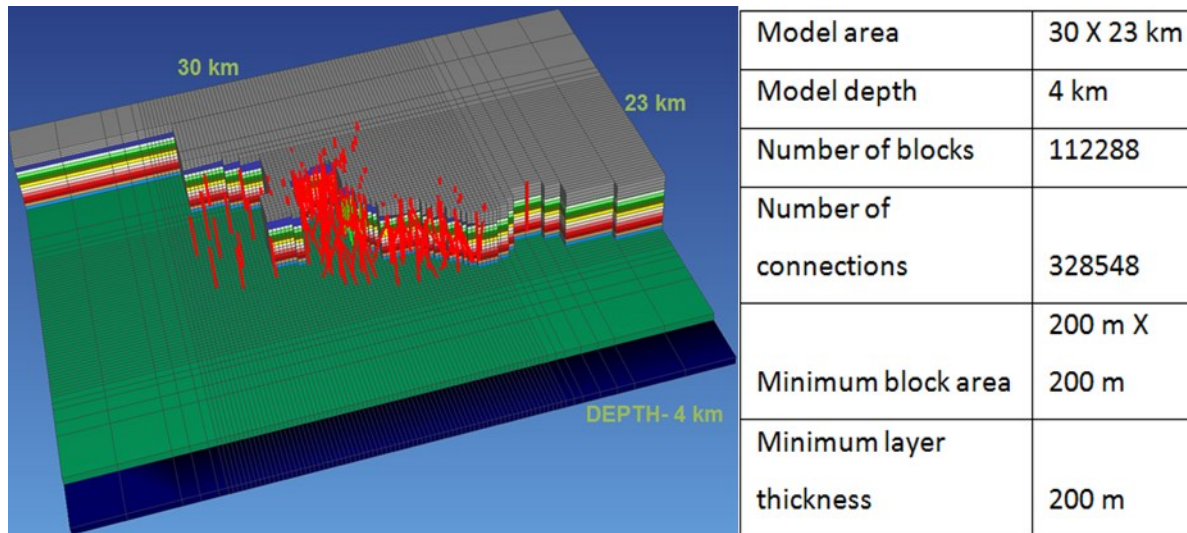 30 km
23 km
DEPTH- 4 km
Model area 30 X 23 km
Model depth 4 km
Number of blocks 112288
Number of
connections 328548
200 m X
Minimum block area 200 m
Minimum layer
thickness 200 m